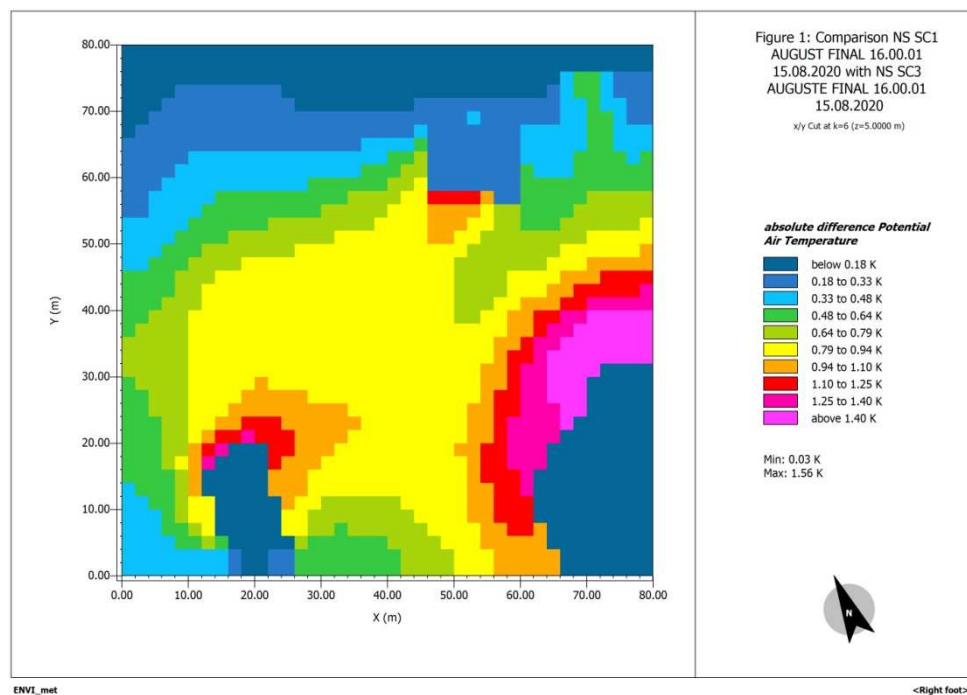 Figure 1: Comparison NS SC1
AUGUST FINAL 16.00.01
15.08.2020 with NS SC3
AUGUSTE FINAL 16.00.01
15.08.2020
x/y Cut at k=6 (z=5.0000 m)
80.00
70.00
60.00
50.00
40.00
30.00
20.00
10.00
0.00
Y (m)
0.00 10.00 20.00 30.00 40.00 50.00 60.00 70.00 80.00
X (m)
absolute difference Potential
Air Temperature
below 0.18 K
0.18 to 0.33 K
0.33 to 0.48 K
0.48 to 0.64 K
0.64 to 0.79 K
0.79 to 0.94 K
0.94 to 1.10 K
1.10 to 1.25 K
1.25 to 1.40 K
above 1.40 K
Min: 0.03 K
Max: 1.56 K
N
ENVI_met
<Right foot>